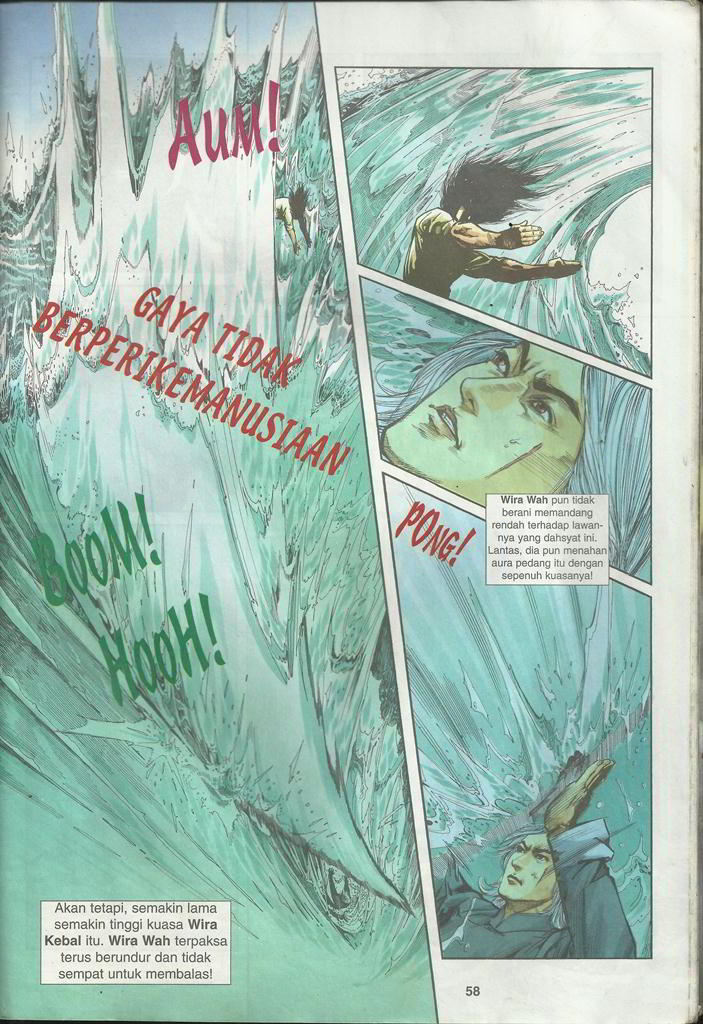 AUM!
GAYA TIDAK
BERPERIKEMANUSIAAN
BOOM!
HOOH!
Akan tetapi, semakin lama
semakin tinggi kuasa Wira
Kebal itu. Wira Wah terpaksa
terus berundur dan tidak
sempat untuk membalas!
Wira Wah pun tidak
berani memandang
rendah terhadap lawan-
nya yang dahsyat ini.
Lantas, dia pun menahan
aura pedang itu dengan
sepenuh kuasanya!
PONG!
58